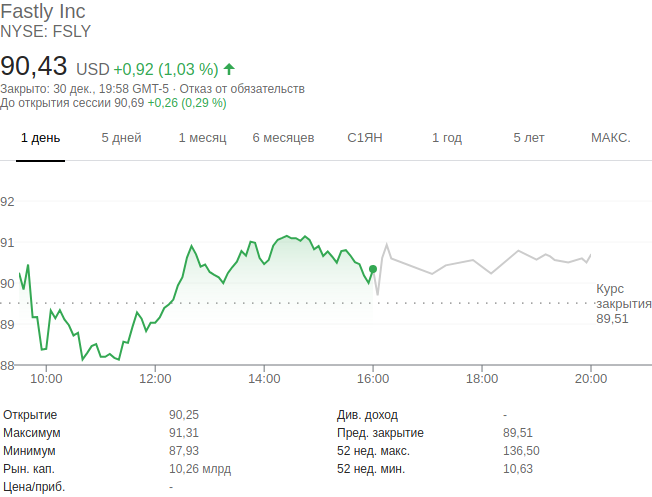 Fastly Inc
NYSE: FSLY
90,43 USD +0,92 (1,03 %)
Закрыто: 30 дек., 19:58 GMT-5 · Отказ от обязательств
До открытия сессии 90,69 +0,26 (0,29 %)
1 день 5 дней 1 месяц 6 месяцев С1ЯН 1 год 5 лет МАКС.
92
91
90
Курс
закрытия
89,51
89
88
10:00 12:00 14:00 16:00 18:00 20:00
Открытие 90,25 Див. доход -
Максимум 91,31 Пред. закрытие 89,51
Минимум 87,93 52 нед. макс. 136,50
Рын. кап. 10,26 млрд 52 нед. мин. 10,63
Цена/приб. -